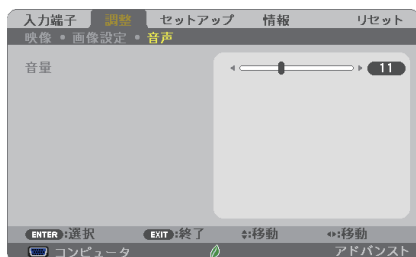 入力端子 調整 セットアップ 情報 リセット
映像 • 画像設定 • 音声
音量 11
ENTER :選択 EXIT :終了 :移動 :移動
コンピュータ アドバンスト